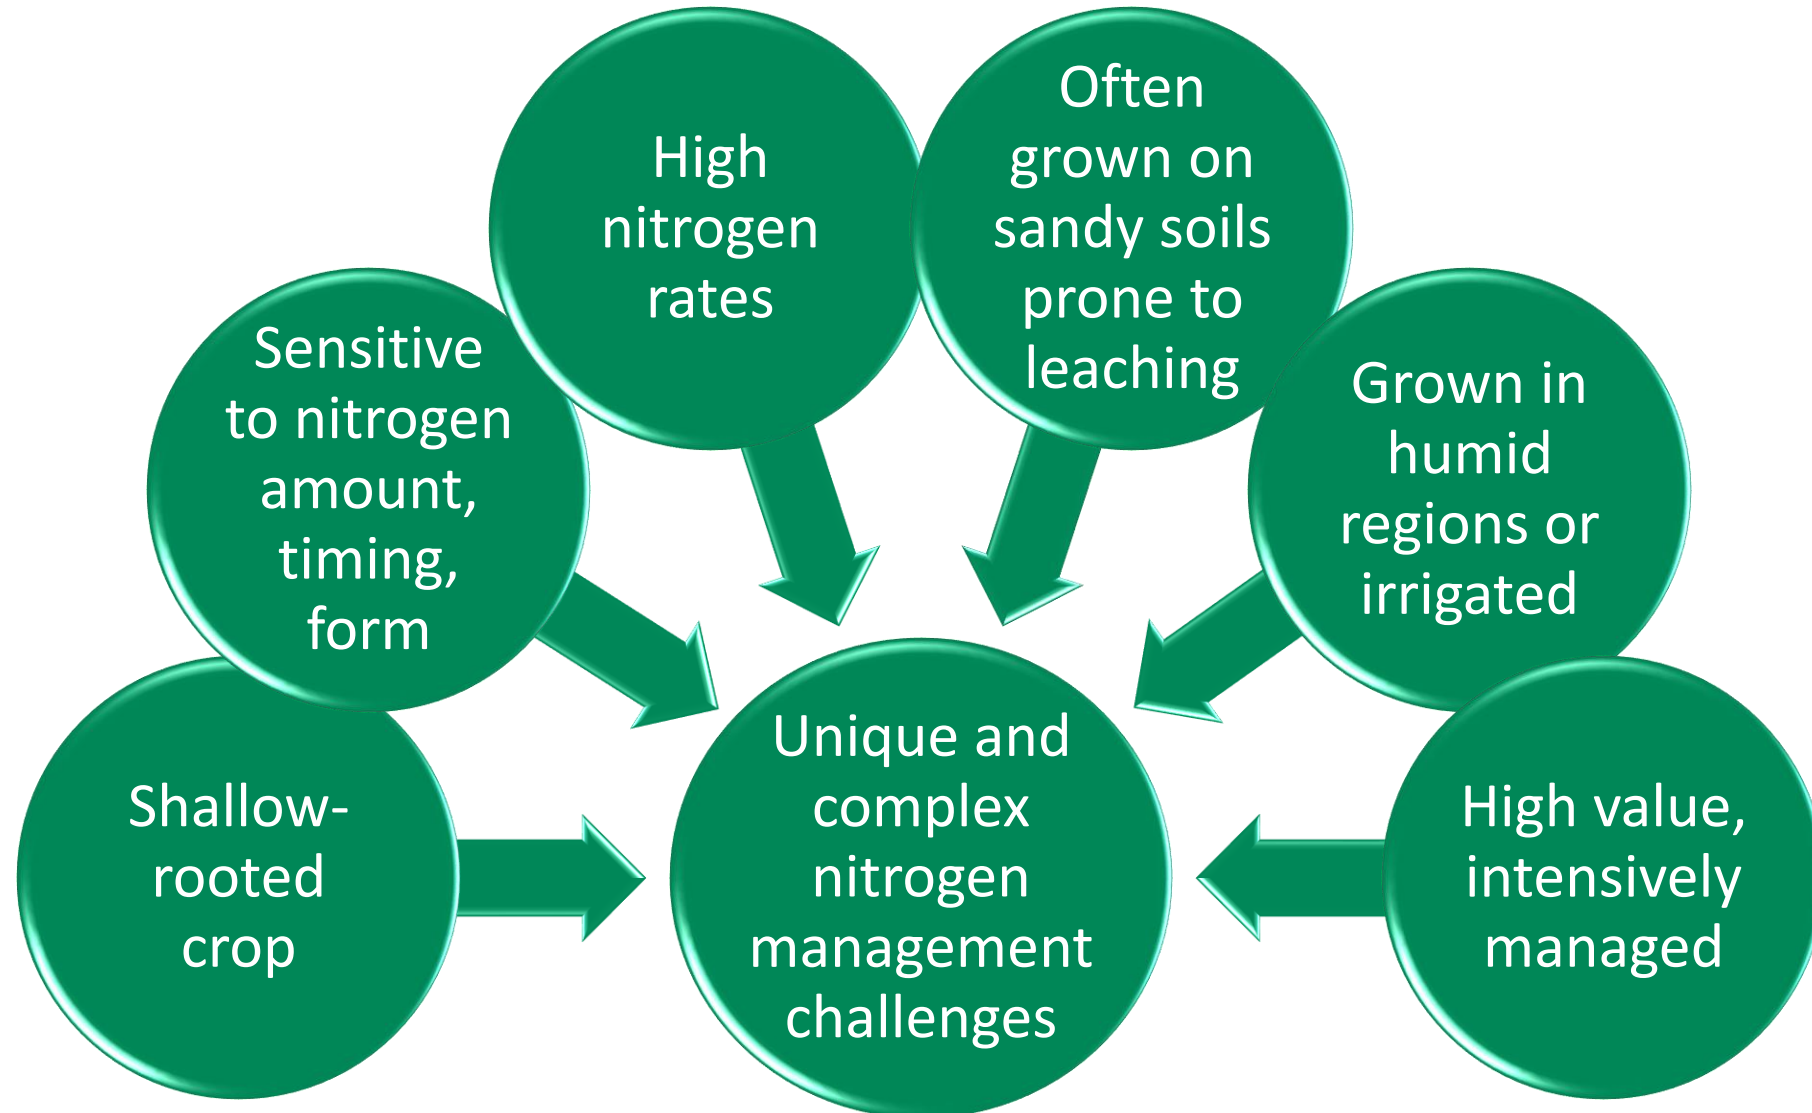 Shallow-
rooted
crop
Sensitive
to nitrogen
amount,
timing,
form
High
nitrogen
rates
Often
grown on
sandy soils
prone to
leaching
Grown in
humid
regions or
irrigated
High value,
intensively
managed
Unique and
complex
nitrogen
management
challenges